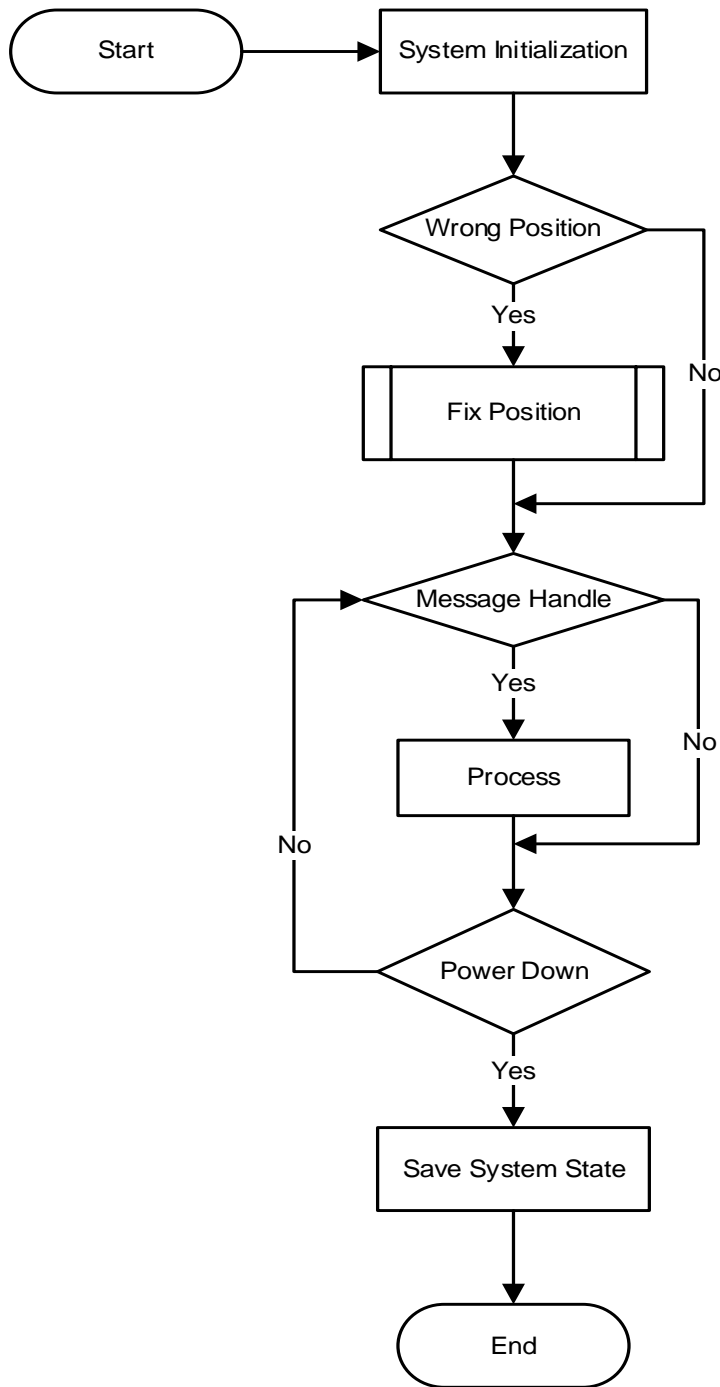 Start
System Initialization
Wrong Position
Yes
No
Fix Position
Message Handle
Yes
No
Process
No
Power Down
Yes
Save System State
End